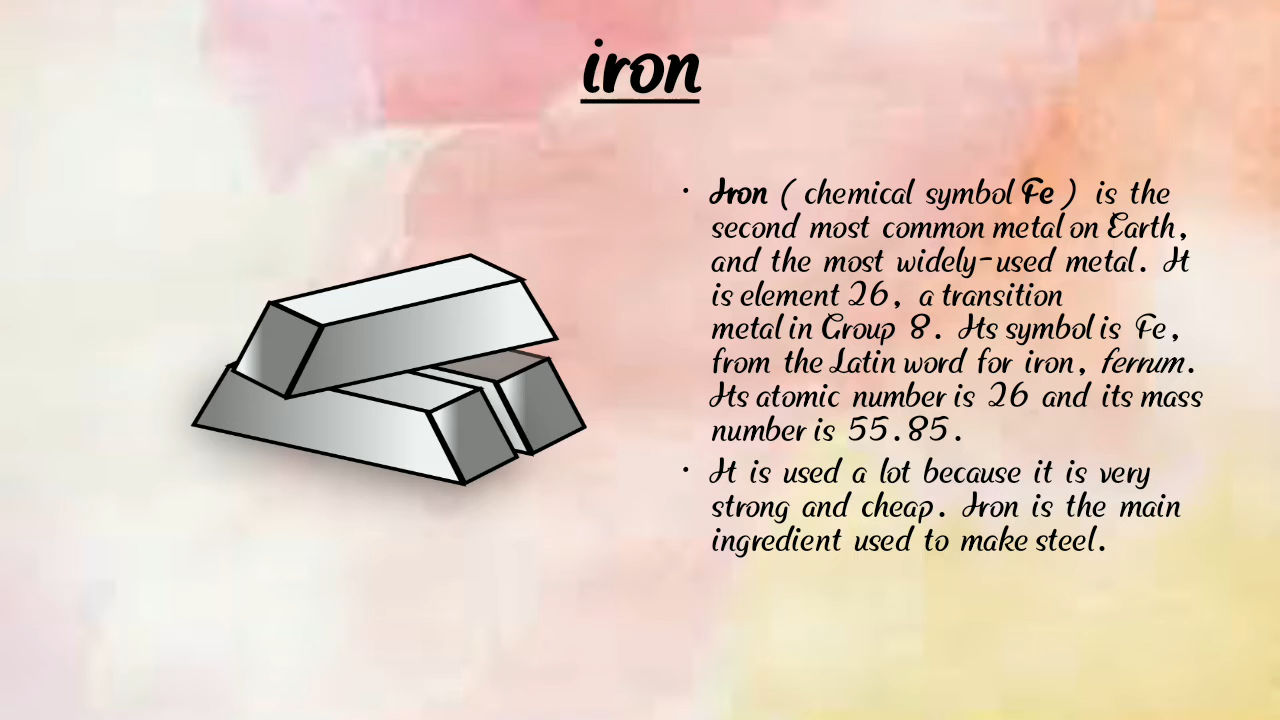 iron
• Iron ( chemical symbol Fe ) is the
second most common metal on Earth,
and the most widely-used metal. It
is element 26, a transition
metal in Group 8. Its symbol is Fe,
from the Latin word for iron, ferrum.
Its atomic number is 26 and its mass
number is 55.85.
• It is used a lot because it is very
strong and cheap. Iron is the main
ingredient used to make steel.